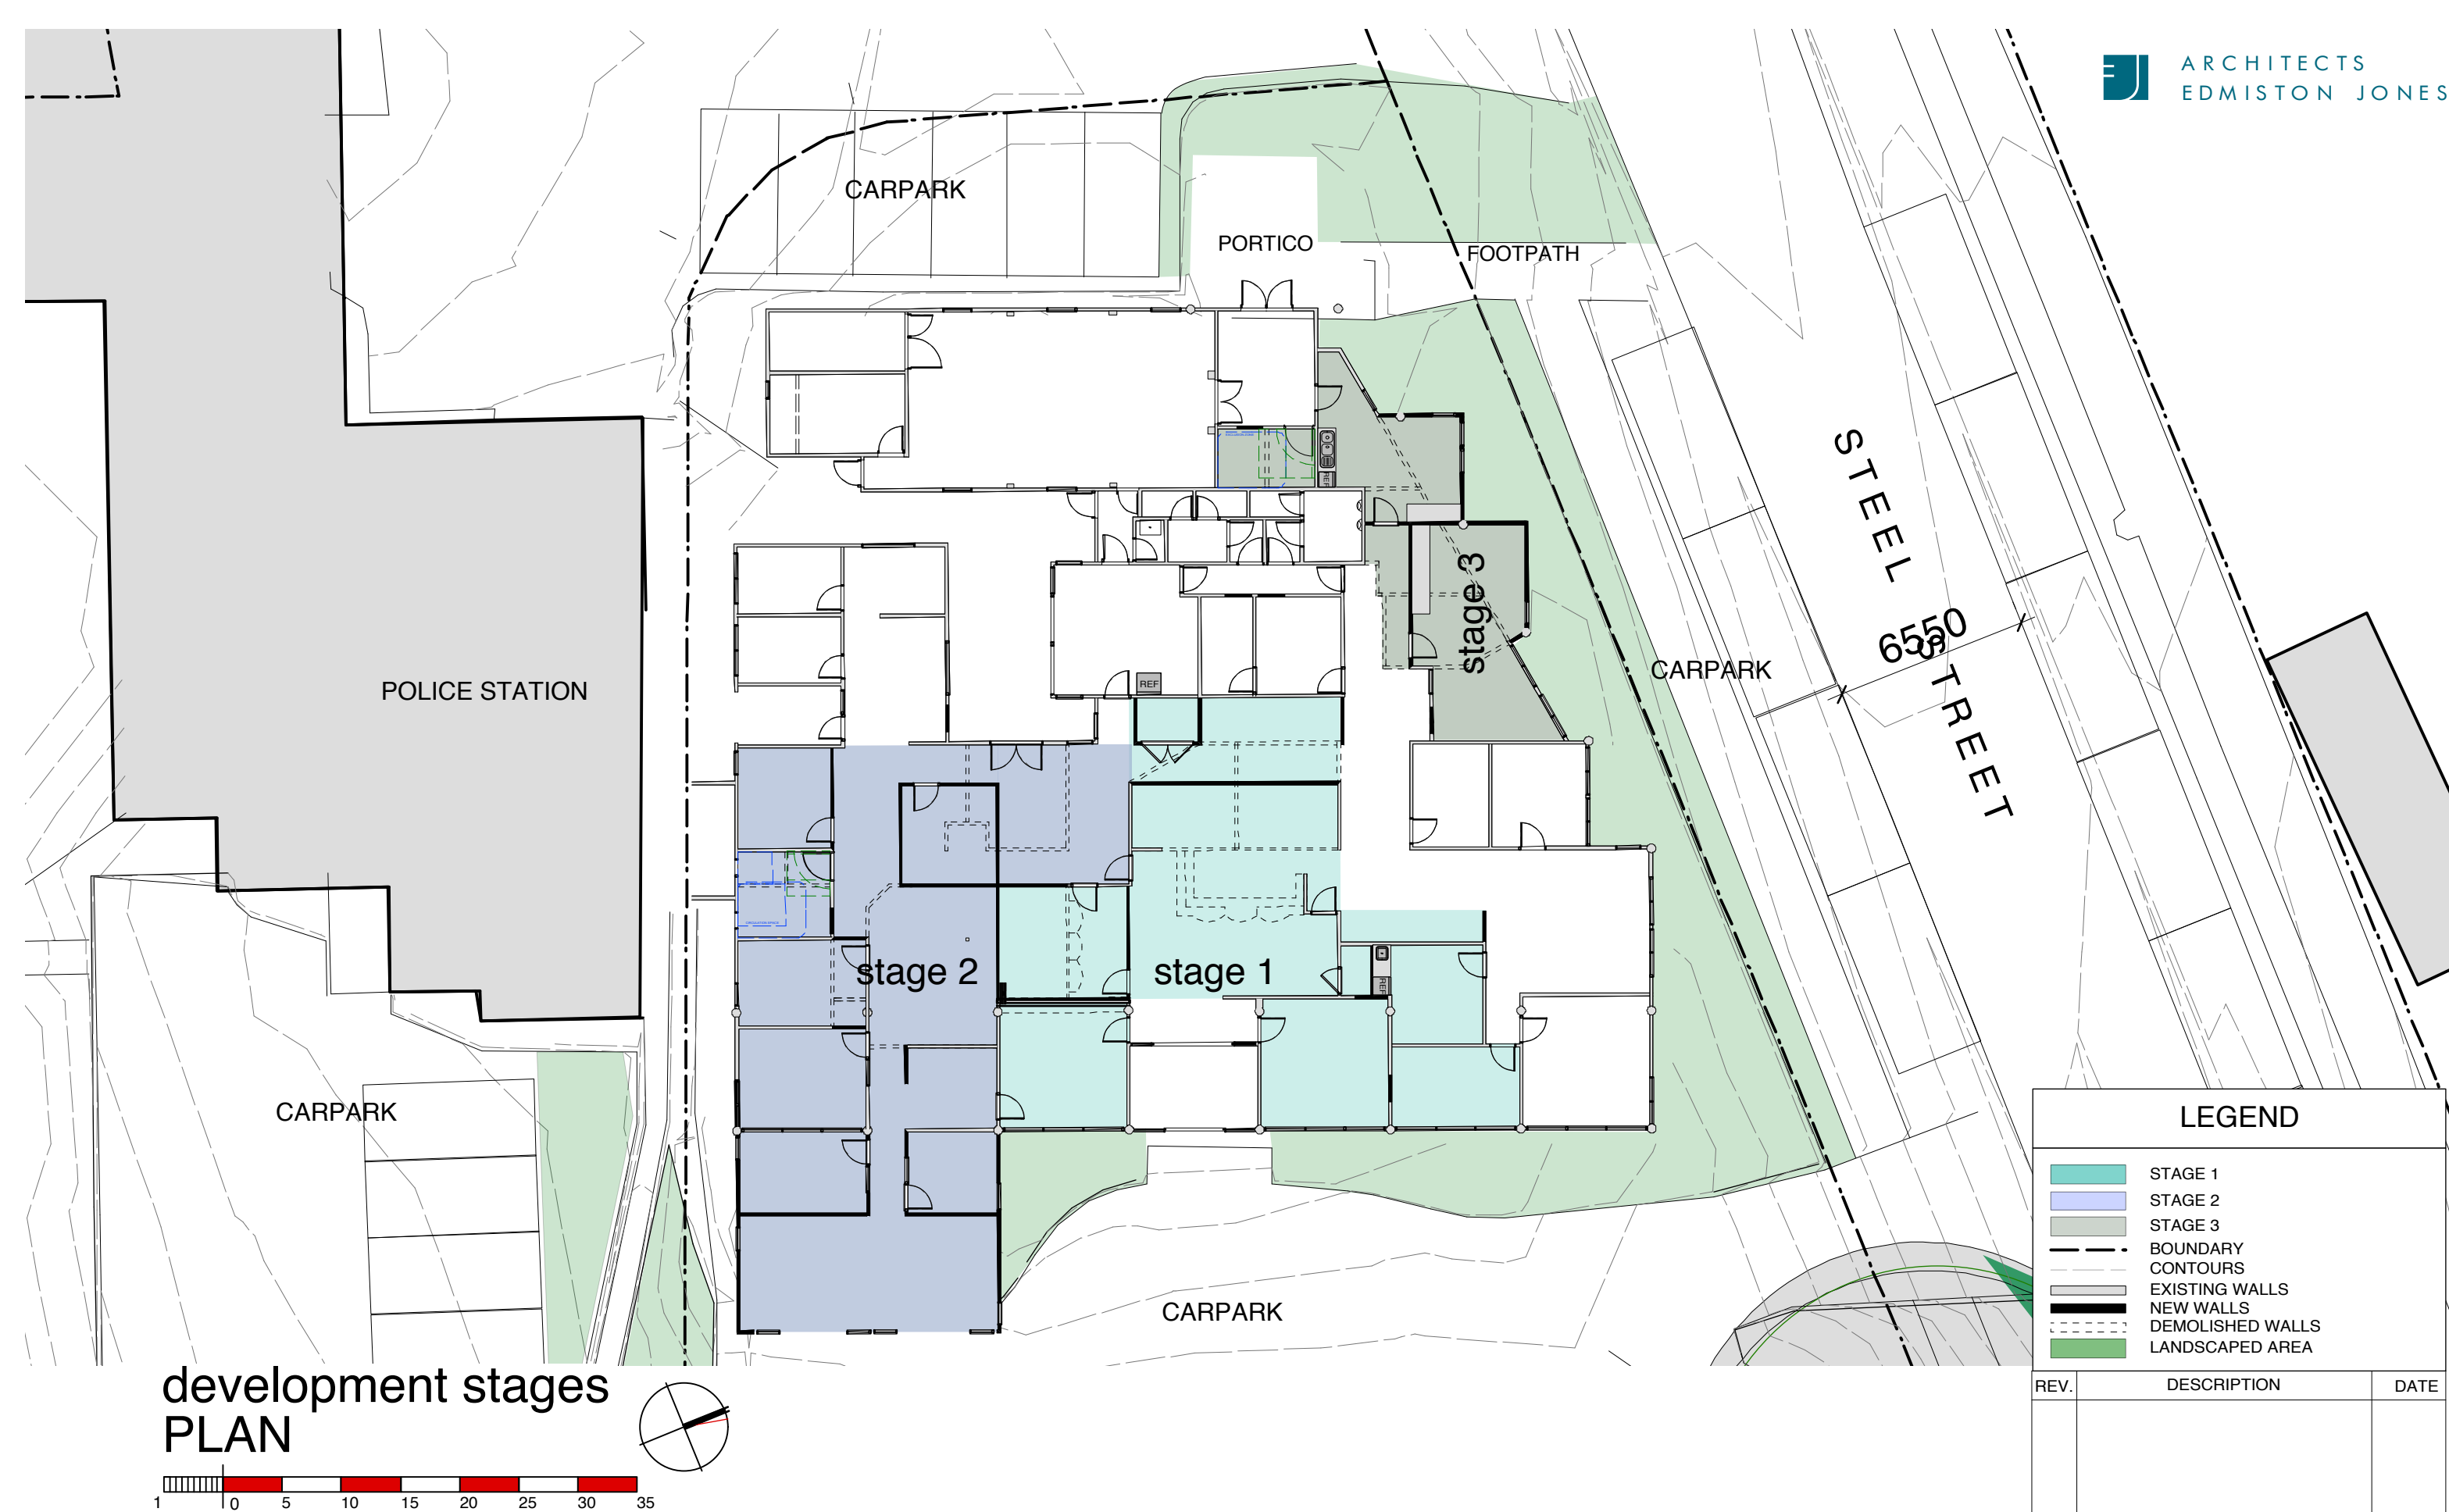 ARCHITECTS
EDMISTON JONES
CARPARK
PORTICO
FOOTPATH
REF
STEEL STREET
stage 3
6550
CARPARK
POLICE STATION
REF
stage 2
stage 1
REF
CARPARK
CARPARK
LEGEND
STAGE 1
STAGE 2
STAGE 3
BOUNDARY
CONTOURS
EXISTING WALLS
NEW WALLS
DEMOLISHED WALLS
LANDSCAPED AREA
REV. DESCRIPTION DATE
development stages
PLAN
1 0 5 10 15 20 25 30 35